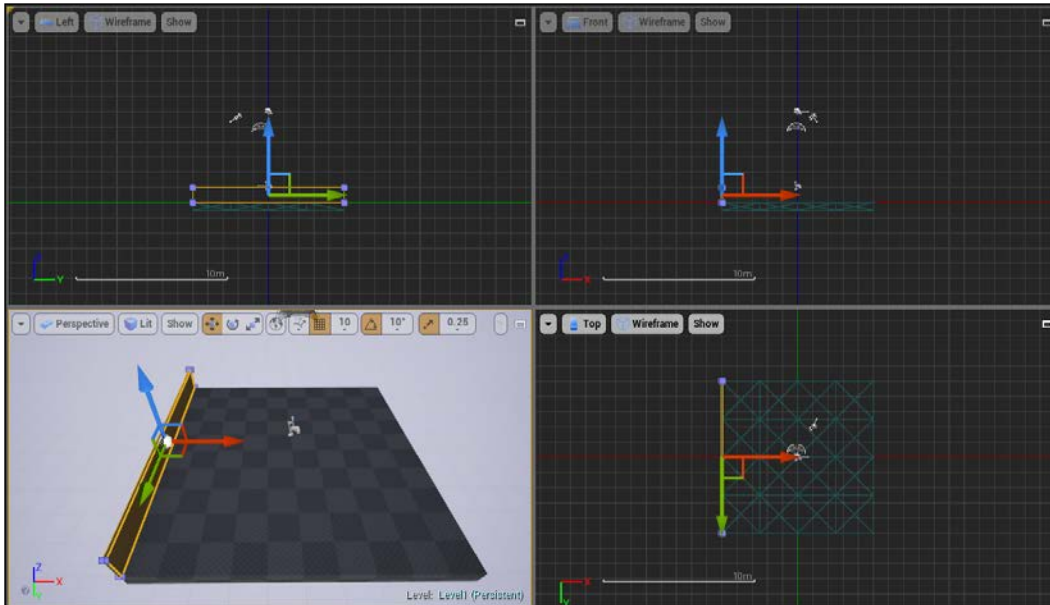 Left Wireframe Show
Front Wireframe Show
10m
Y
10m
X
Perspective Lit Show 10 10° 0.25
Top Wireframe Show
Z
X
Y
Level: Level1 (Persistent)
10m
X
Y